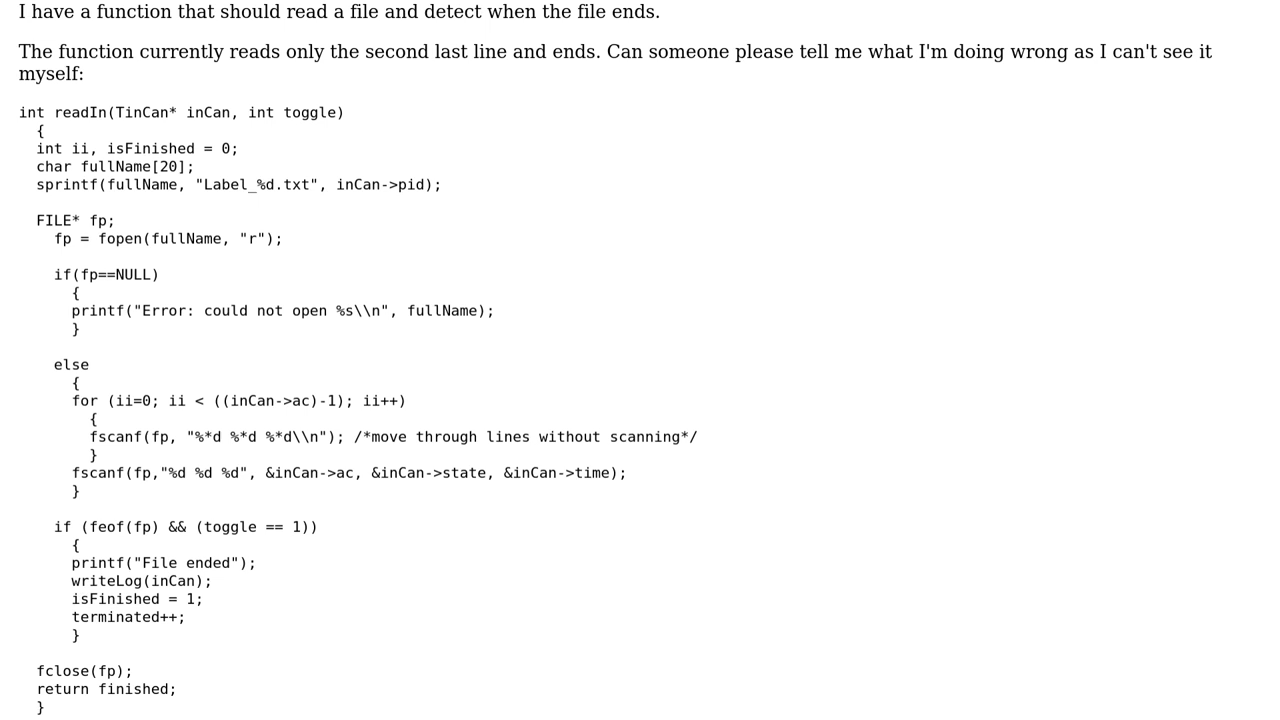 I have a function that should read a file and detect when the file ends.
The function currently reads only the second last line and ends. Can someone please tell me what I'm doing wrong as I can't see it
myself:
int readIn(TinCan* inCan, int toggle)
  {
  int ii, isFinished = 0;
  char fullName[20];
  sprintf(fullName, "Label_%d.txt", inCan->pid);
  FILE* fp;
    fp = fopen(fullName, "r");
    if(fp==NULL)
      {
      printf("Error: could not open %s\\n", fullName);
      }
    else
      {
      for (ii=0; ii < ((inCan->ac)-1); ii++)
        {
        fscanf(fp, "%*d %*d %*d\\n"); /*move through lines without scanning*/
        }
      fscanf(fp,"%d %d %d", &inCan->ac, &inCan->state, &inCan->time);
      }
    if (feof(fp) && (toggle == 1))
      {
      printf("File ended");
      writeLog(inCan);
      isFinished = 1;
      terminated++;
      }
  fclose(fp);
  return finished;
  }